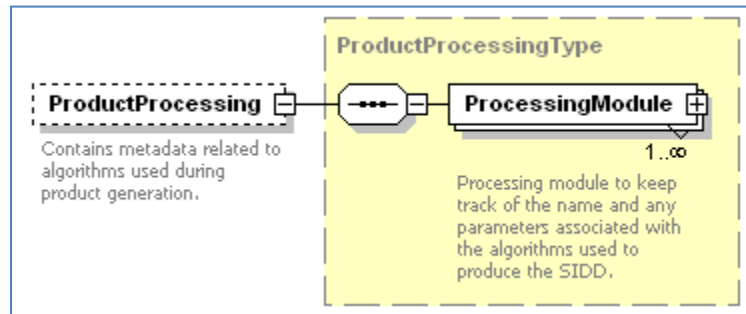 ProductProcessingType
ProductProcessing
ProcessingModule
1..∞
Contains metadata related to
algorithms used during
product generation.
Processing module to keep
track of the name and any
parameters associated with
the algorithms used to
produce the SIDD.